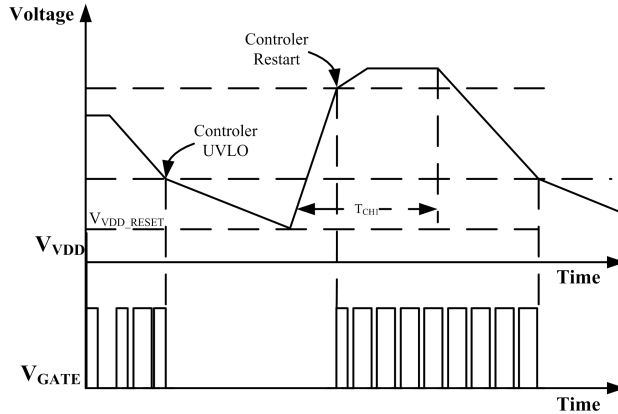 Voltage
Controler
Restart
Controler
UVLO
T_CH1
V_VDD_RESET
V_VDD
Time
V_GATE
Time